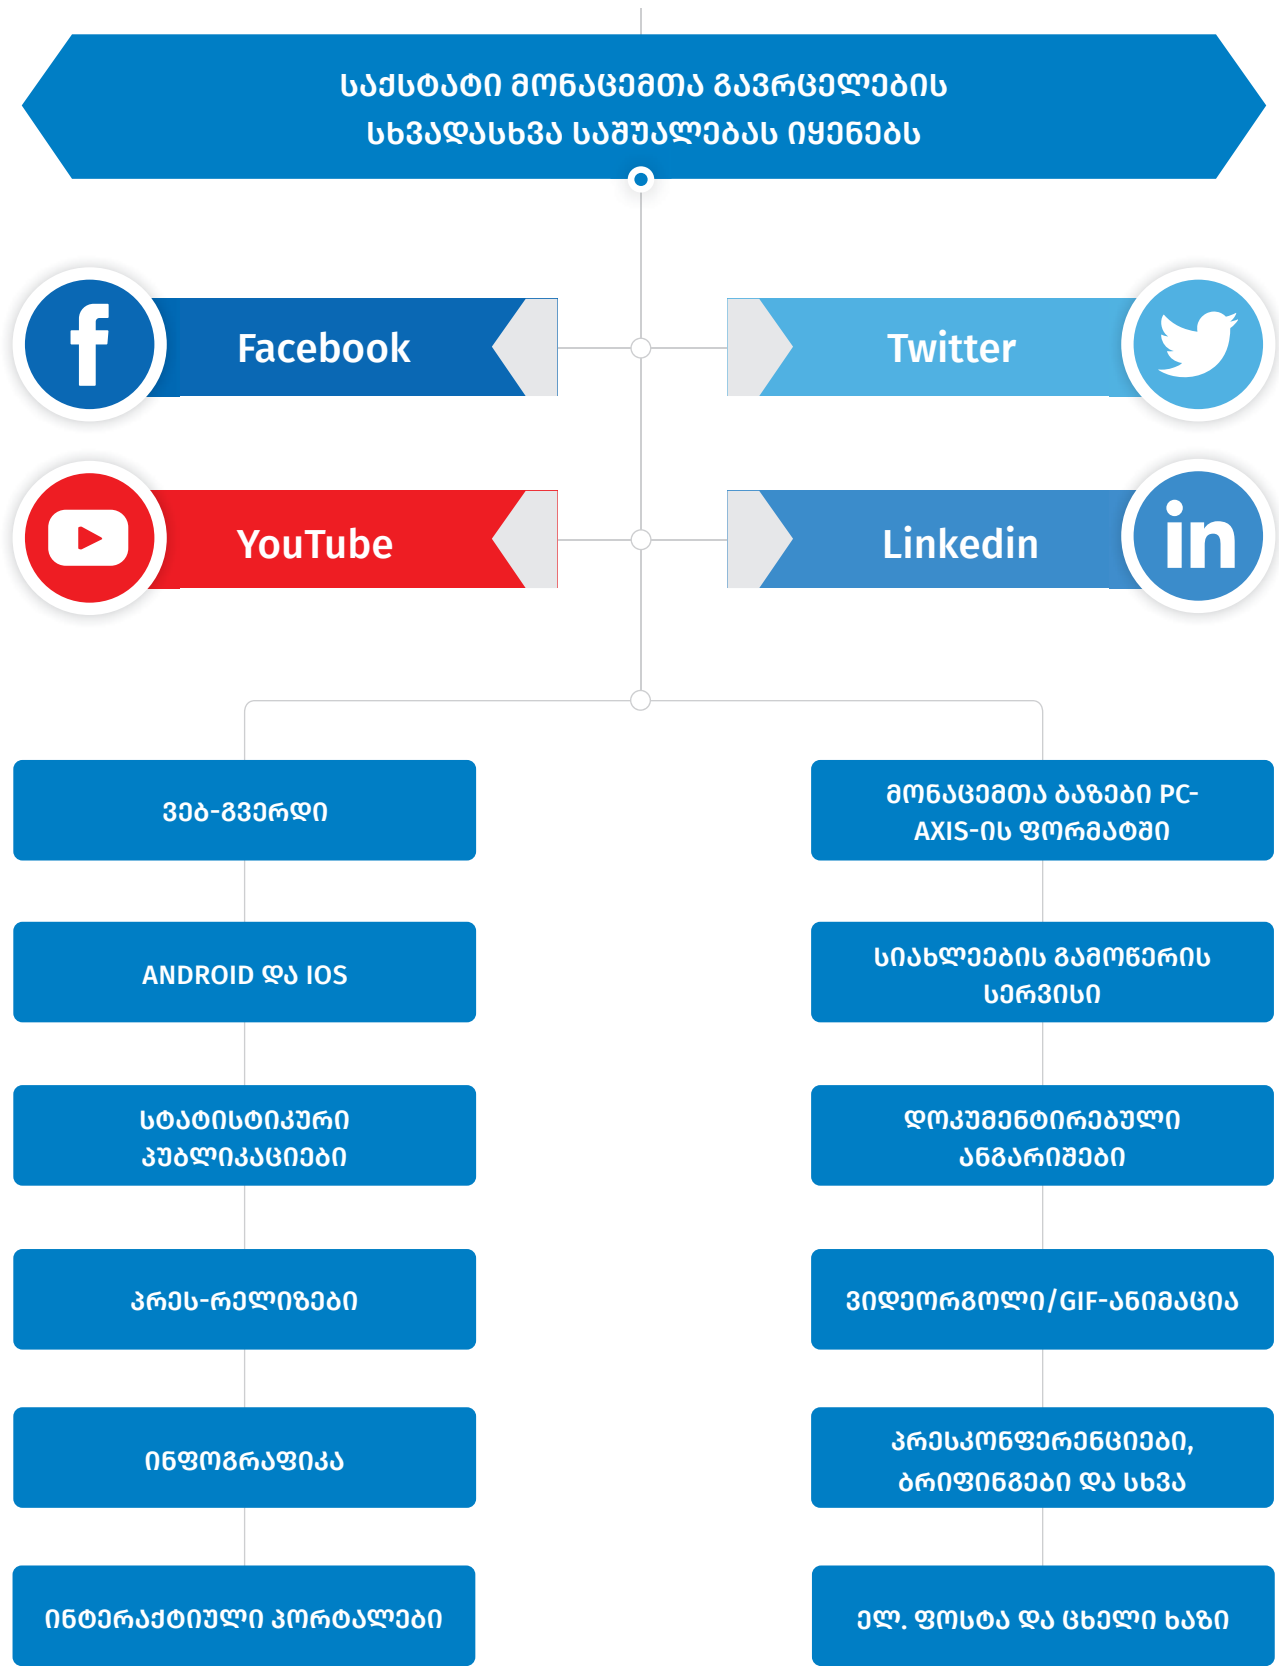 საქსტატი მონაცემთა გავრცელების
სხვადასხვა საშუალებას იყენებს
Facebook
Twitter
YouTube
Linkedin
ვებ-გვერდი
ANDROID და IOS
სტატისტიკური
პუბლიკაციები
პრეს-რელიზები
ინფოგრაფიკა
ინტერაქტიული პორტალები
მონაცემთა ბაზები PC-
AXIS-ის ფორმატში
სიახლეების გამოწერის
სერვისი
დოკუმენტირებული
ანგარიშები
ვიდეორგოლი/GIF-ანიმაცია
პრესკონფერენციები,
ბრიფინგები და სხვა
ელ. ფოსტა და ცხელი ხაზი